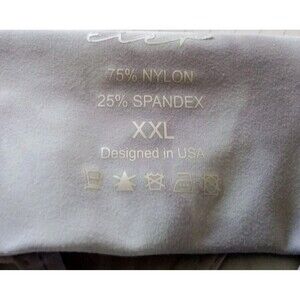 75% NYLON
25% SPANDEX
XXL
Designed in USA